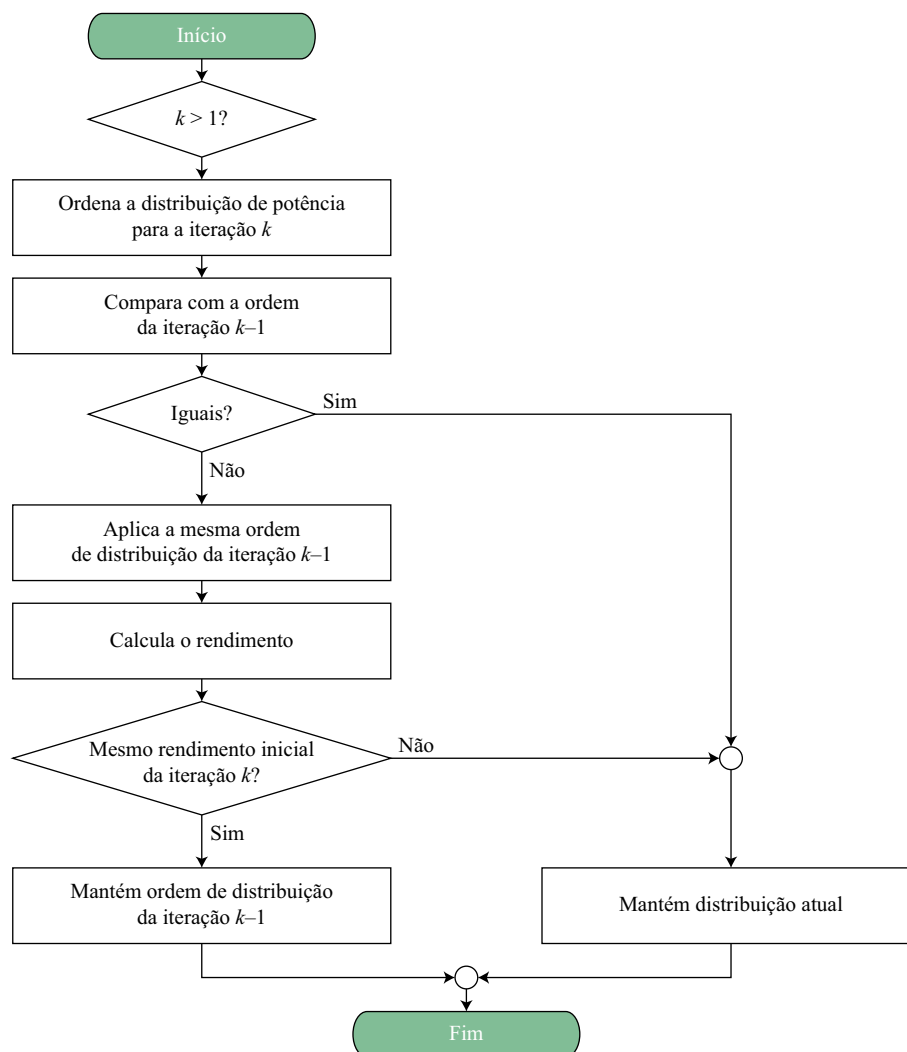 Início
k > 1?
Ordena a distribuição de potência
para a iteração k
Compara com a ordem
da iteração k–1
Iguais?
Sim
Não
Aplica a mesma ordem
de distribuição da iteração k–1
Calcula o rendimento
Mesmo rendimento inicial
da iteração k?
Não
Sim
Mantém ordem de distribuição
da iteração k–1
Mantém distribuição atual
Fim